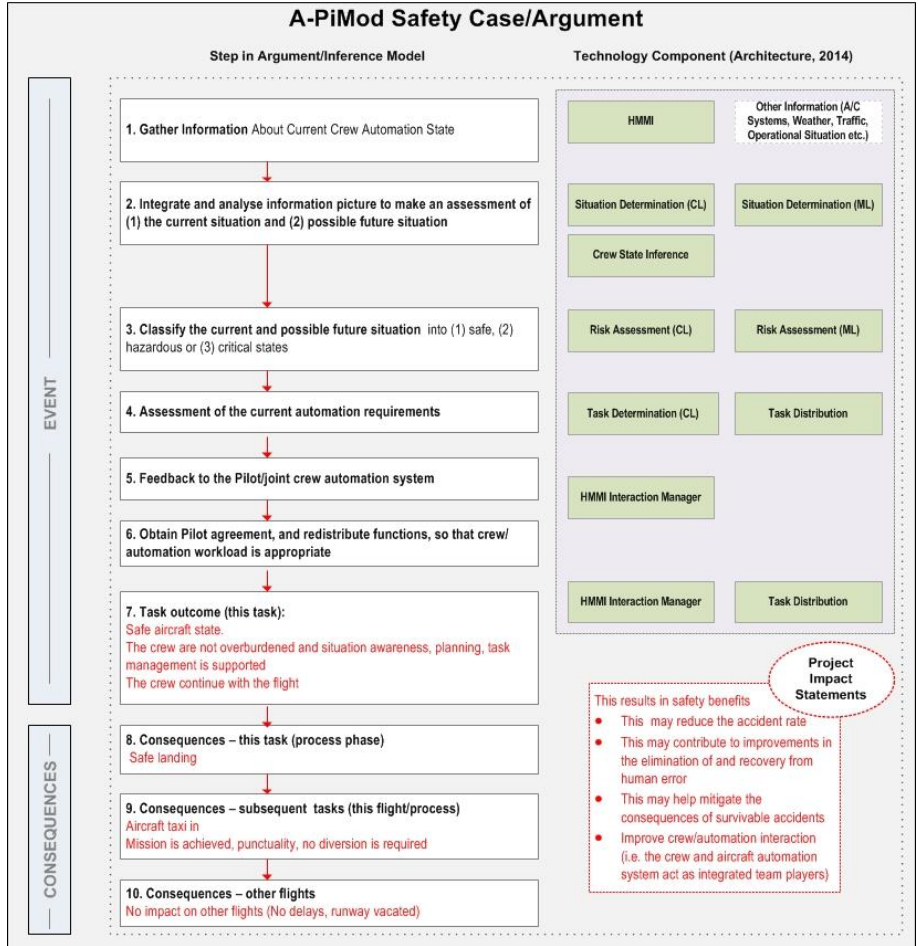 A-PiMod Safety Case/Argument
Step in Argument/Inference Model
Technology Component (Architecture, 2014)
EVENT
1. Gather Information About Current Crew Automation State
HMMI
Other Information (A/C
Systems, Weather, Traffic,
Operational Situation etc.)
2. Integrate and analyse information picture to make an assessment of
(1) the current situation and (2) possible future situation
Situation Determination (CL)
Situation Determination (ML)
Crew State Inference
3. Classify the current and possible future situation into (1) safe, (2)
hazardous or (3) critical states
Risk Assessment (CL)
Risk Assessment (ML)
4. Assessment of the current automation requirements
Task Determination (CL)
Task Distribution
5. Feedback to the Pilot/joint crew automation system
HMMI Interaction Manager
6. Obtain Pilot agreement, and redistribute functions, so that crew/
automation workload is appropriate
7. Task outcome (this task):
Safe aircraft state.
The crew are not overburdened and situation awareness, planning, task
management is supported
The crew continue with the flight
HMMI Interaction Manager
Task Distribution
CONSEQUENCES
8. Consequences – this task (process phase)
Safe landing
9. Consequences – subsequent tasks (this flight/process)
Aircraft taxi in
Mission is achieved, punctuality, no diversion is required
10. Consequences – other flights
No impact on other flights (No delays, runway vacated)
Project
Impact
Statements
This results in safety benefits
● This may reduce the accident rate
● This may contribute to improvements in
the elimination of and recovery from
human error
● This may help mitigate the
consequences of survivable accidents
● Improve crew/automation interaction
(i.e. the crew and aircraft automation
system act as integrated team players)